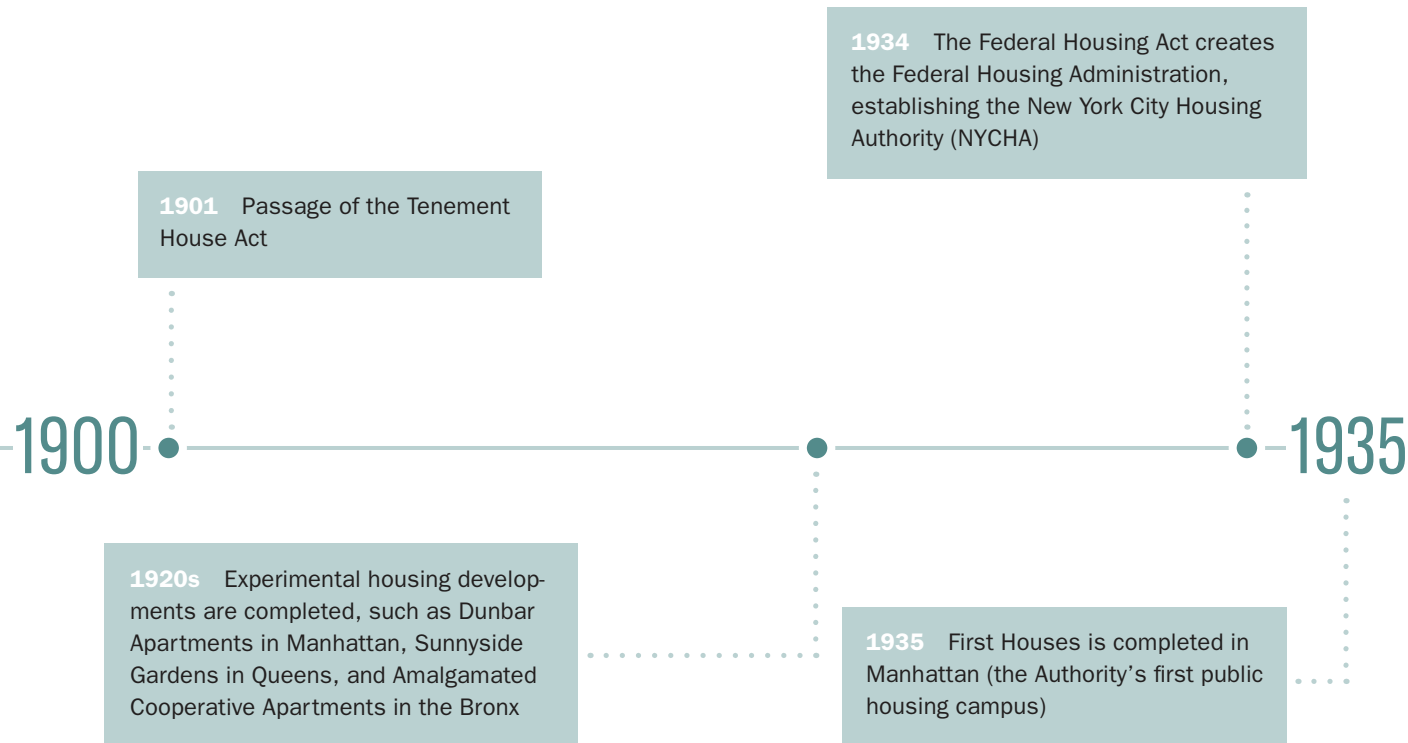 1934 The Federal Housing Act creates
the Federal Housing Administration,
establishing the New York City Housing
Authority (NYCHA)
1901 Passage of the Tenement
House Act
1900
1935
1920s Experimental housing develop-
ments are completed, such as Dunbar
Apartments in Manhattan, Sunnyside
Gardens in Queens, and Amalgamated
Cooperative Apartments in the Bronx
1935 First Houses is completed in
Manhattan (the Authority’s first public
housing campus)